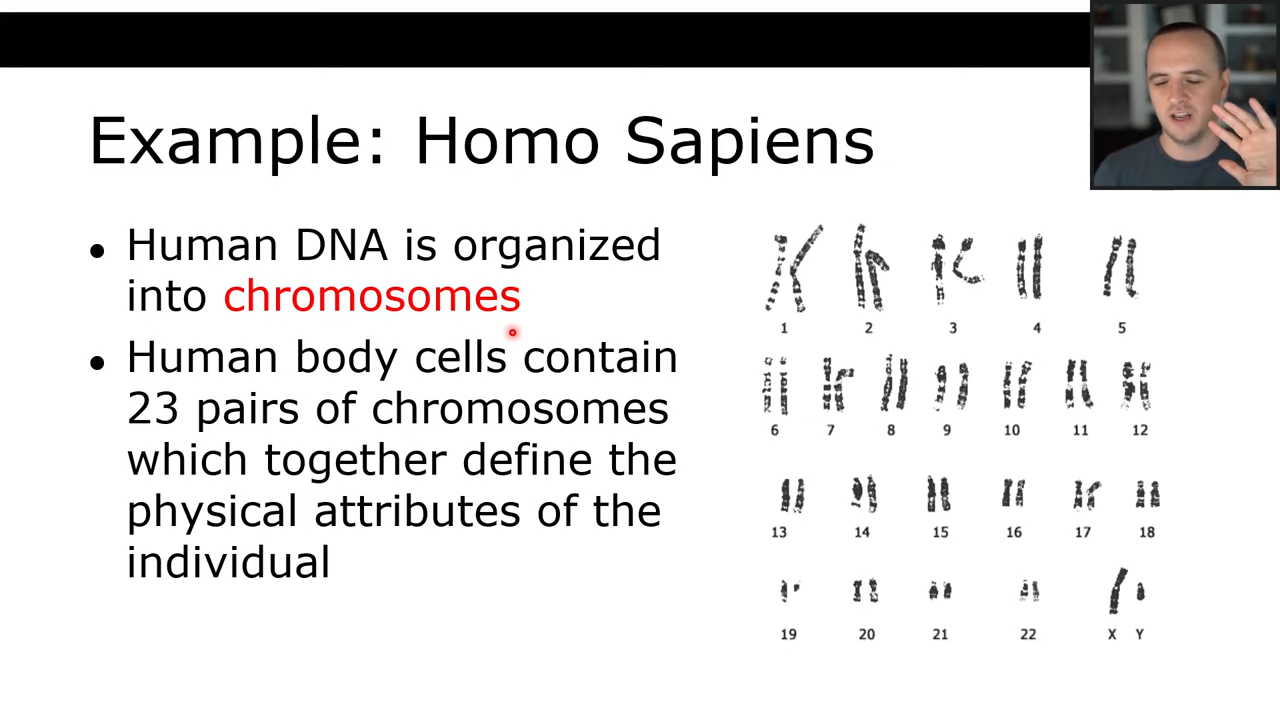 Example: Homo Sapiens
● Human DNA is organized
into chromosomes
● Human body cells contain
23 pairs of chromosomes
which together define the
physical attributes of the
individual
1 2 3 4 5
6 7 8 9 10 11 12
13 14 15 16 17 18
19 20 21 22 X Y